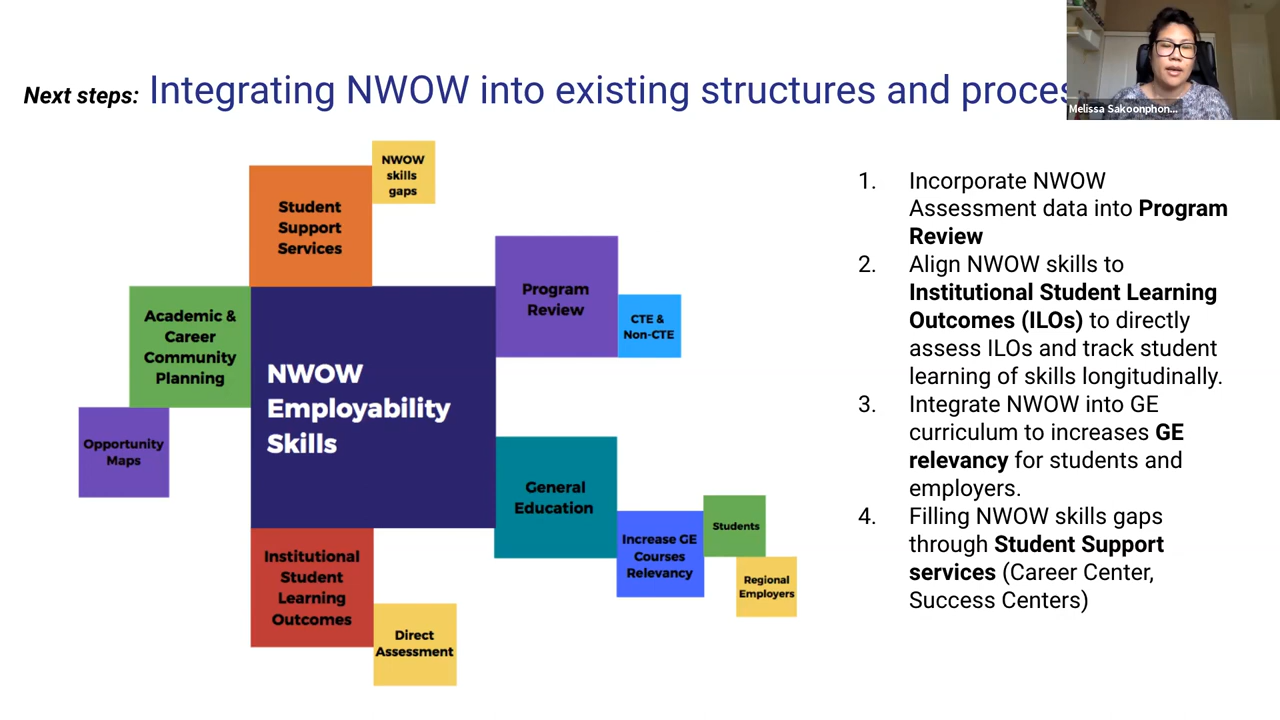 Next steps: Integrating NWOW into existing structures and
Melissa Sakoonphon...
NWOW
skills
gaps
Student
Support
Services
Program
Review
CTE &
Non-CTE
Academic &
Career
Community
Planning
NWOW
Employability
Skills
Opportunity
Maps
General
Education
Increase GE
Courses
Relevancy
Students
Regional
Employers
Institutional
Student
Learning
Outcomes
Direct
Assessment
1. Incorporate NWOW
Assessment data into Program
Review
2. Align NWOW skills to
Institutional Student Learning
Outcomes (ILOs) to directly
assess ILOs and track student
learning of skills longitudinally.
3. Integrate NWOW into GE
curriculum to increases GE
relevancy for students and
employers.
4. Filling NWOW skills gaps
through Student Support
services (Career Center,
Success Centers)